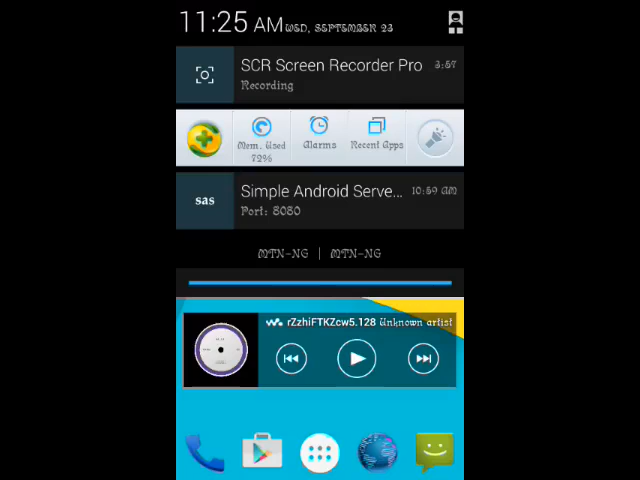 11:25 AM WED, SEPTEMBER 23
SCR Screen Recorder Pro 3:57
Recording
Mem. Used
72%
Alarms
Recent Apps
sas
Simple Android Serve... 10:59 AM
Port: 8080
MTN-NG | MTN-NG
rZzhiFTKZcw5.128 Unknown artist